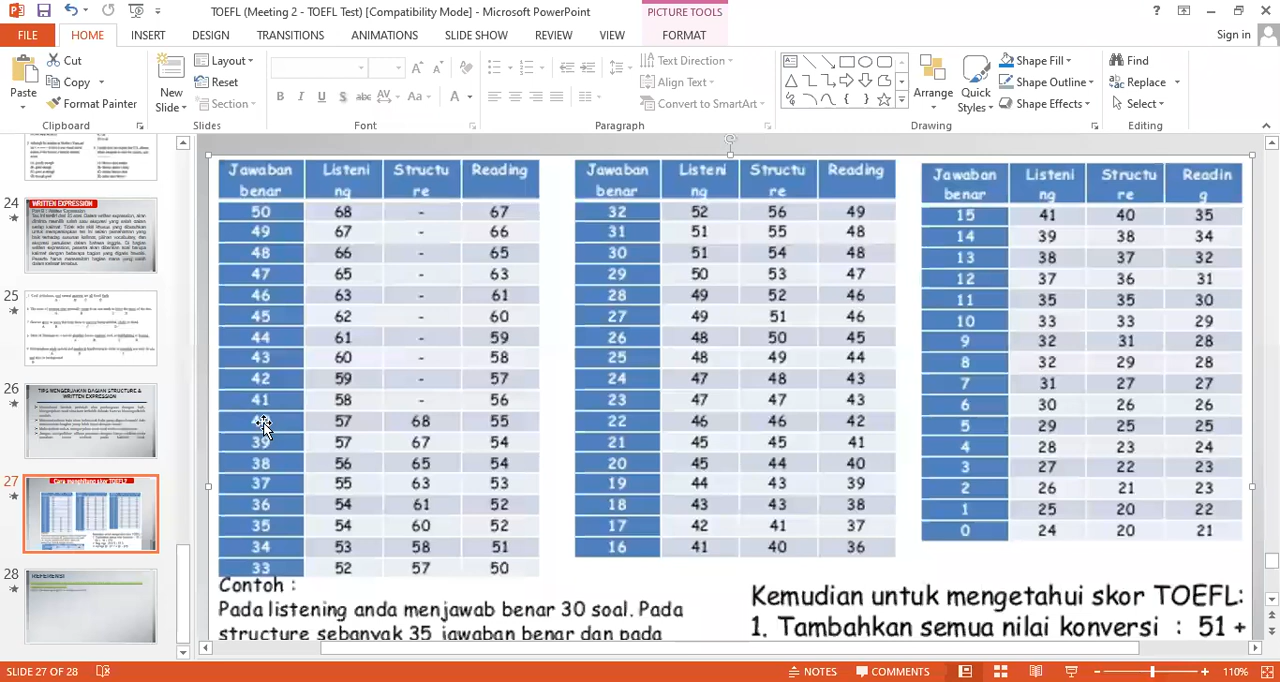 TOEFL (Meeting 2 - TOEFL Test) [Compatibility Mode] - Microsoft PowerPoint
PICTURE TOOLS
FILE HOME INSERT DESIGN TRANSITIONS ANIMATIONS SLIDE SHOW REVIEW VIEW FORMAT Sign in
Paste Cut
Copy
Format Painter
Clipboard
New Slide Layout
Reset
Section
Slides
Font
Text Direction
Align Text
Convert to SmartArt
Paragraph
Arrange
Quick Styles
Shape Fill
Shape Outline
Shape Effects
Drawing
Find
Replace
Select
Editing
24
WRITTEN EXPRESSION
25
26
TIPS MENGERJAKAN BAGIAN STRUCTURE &
WRITTEN EXPRESSION
27
Cara menghitung skor TOEFL?
28
REFERENSI
Jawaban benar Listening Structure Reading
50 68 - 67
49 67 - 66
48 66 - 65
47 65 - 63
46 63 - 61
45 62 - 60
44 61 - 59
43 60 - 58
42 59 - 57
41 58 - 56
57 68 55
39 57 67 54
38 56 65 54
37 55 63 53
36 54 61 52
35 54 60 52
34 53 58 51
33 52 57 50
Jawaban benar Listening Structure Reading
32 52 56 49
31 51 55 48
30 51 54 48
29 50 53 47
28 49 52 46
27 49 51 46
26 48 50 45
25 48 49 44
24 47 48 43
23 47 47 43
22 46 46 42
21 45 45 41
20 45 44 40
19 44 43 39
18 43 43 38
17 42 41 37
16 41 40 36
Jawaban benar Listening Structure Reading
15 41 40 35
14 39 38 34
13 38 37 32
12 37 36 31
11 35 35 30
10 33 33 29
9 32 31 28
8 32 29 28
7 31 27 27
6 30 26 26
5 29 25 25
4 28 23 24
3 27 22 23
2 26 21 23
1 25 20 22
0 24 20 21
Contoh :
Pada listening anda menjawab benar 30 soal. Pada
structure sebanyak 35 jawaban benar dan pada
Kemudian untuk mengetahui skor TOEFL:
1. Tambahkan semua nilai konversi : 51 +
SLIDE 27 OF 28
NOTES COMMENTS 110%